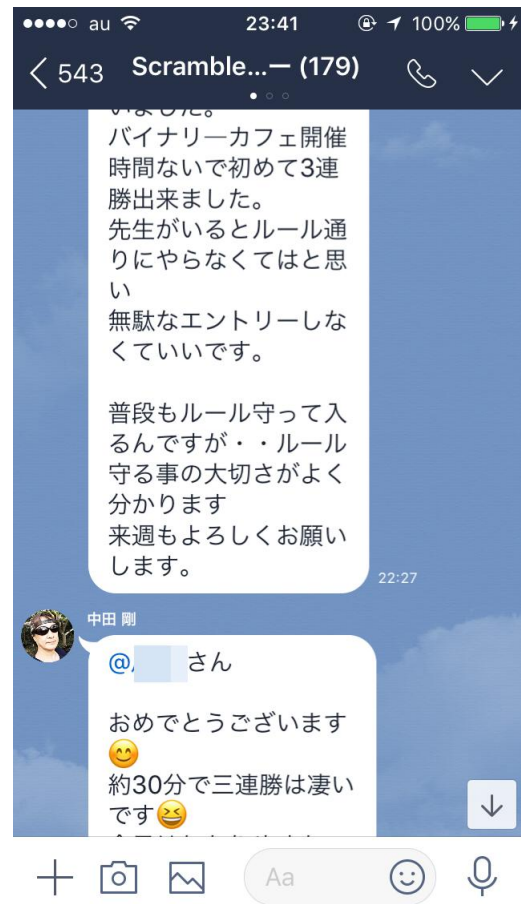 au 23:41 100%
543 Scramble...ー (179)
いました。
バイナリ―カフェ開催
時間ないで初めて3連
勝出来ました。
先生がいるとルール通
りにやらなくてはと思
い
無駄なエントリーしな
くていいです。
普段もルール守って入
るんですが・・ルール
守る事の大切さがよく
分かります
来週もよろしくお願い
します。
22:27
中田 剛
@ さん
おめでとうございます
😊
約30分で三連勝は凄い
です😆
Aa